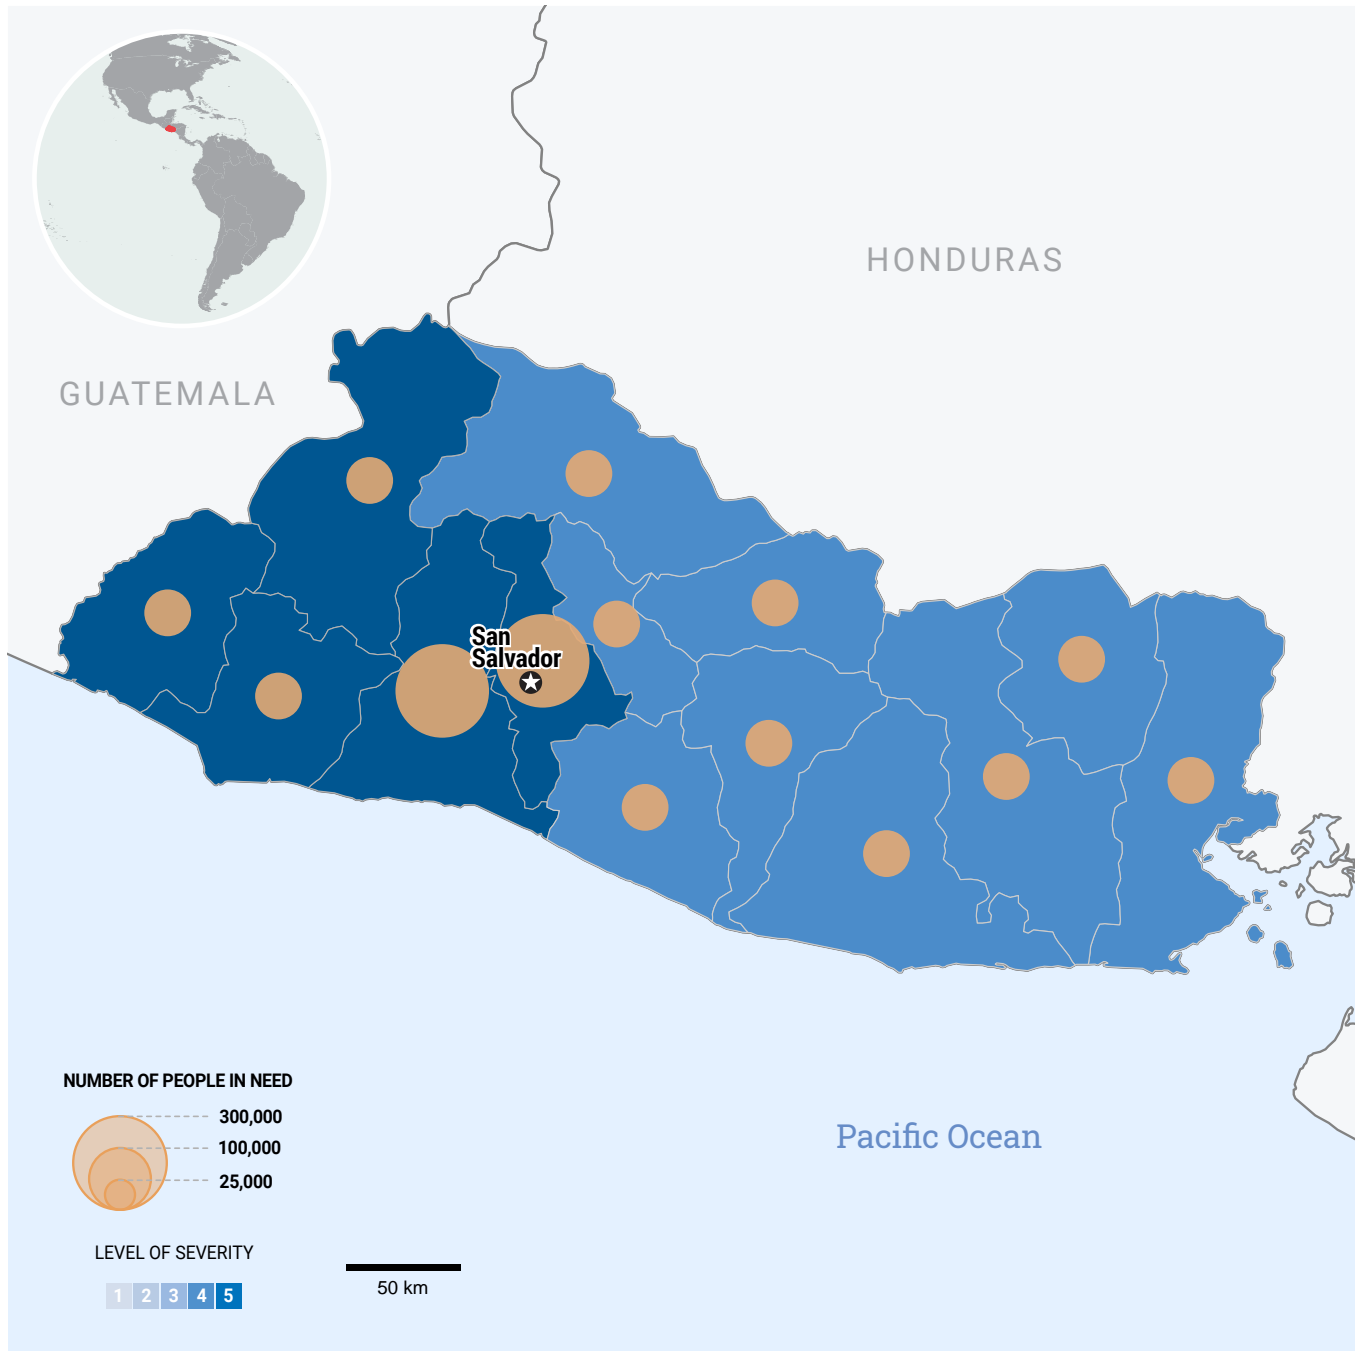 HONDURAS
GUATEMALA
San
Salvador
Pacific Ocean
NUMBER OF PEOPLE IN NEED
300,000
100,000
25,000
LEVEL OF SEVERITY
1 2 3 4 5
50 km